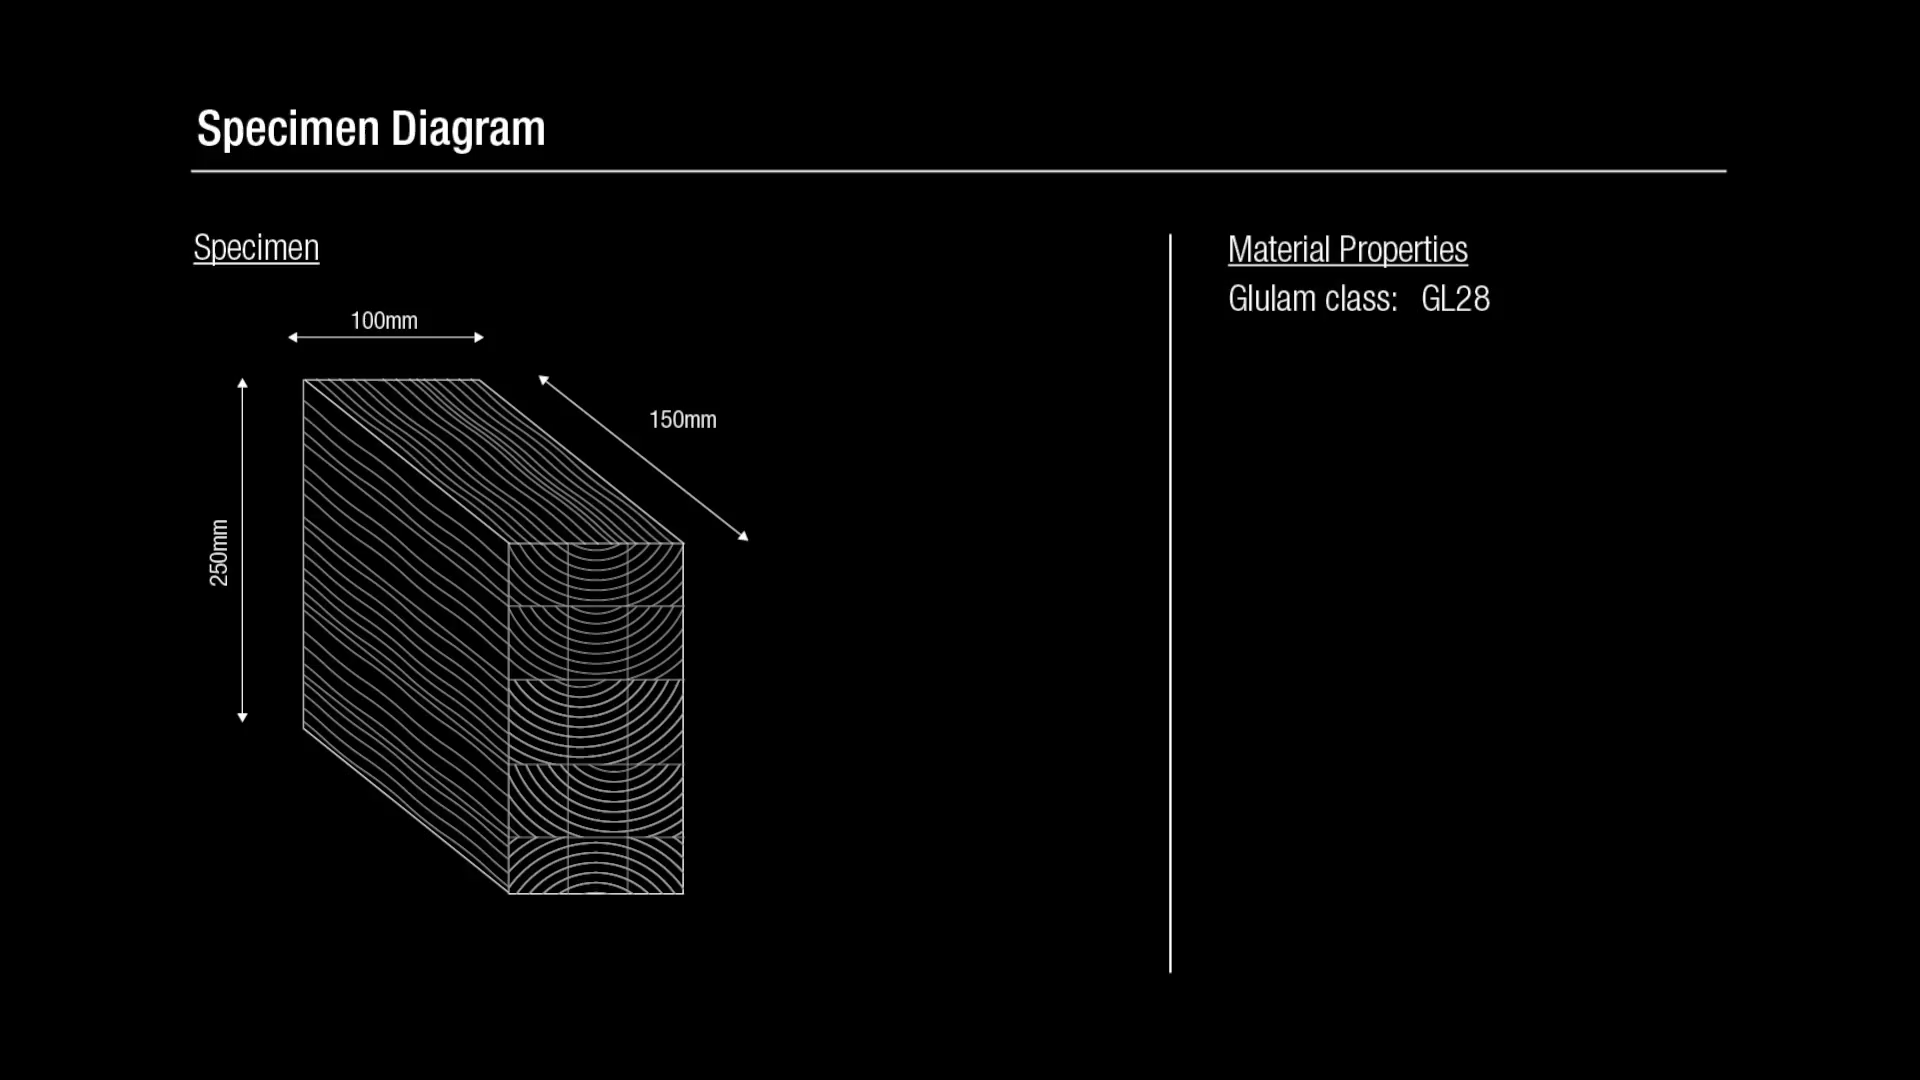 Specimen Diagram
Specimen
100mm
150mm
250mm
Material Properties
Glulam class: GL28